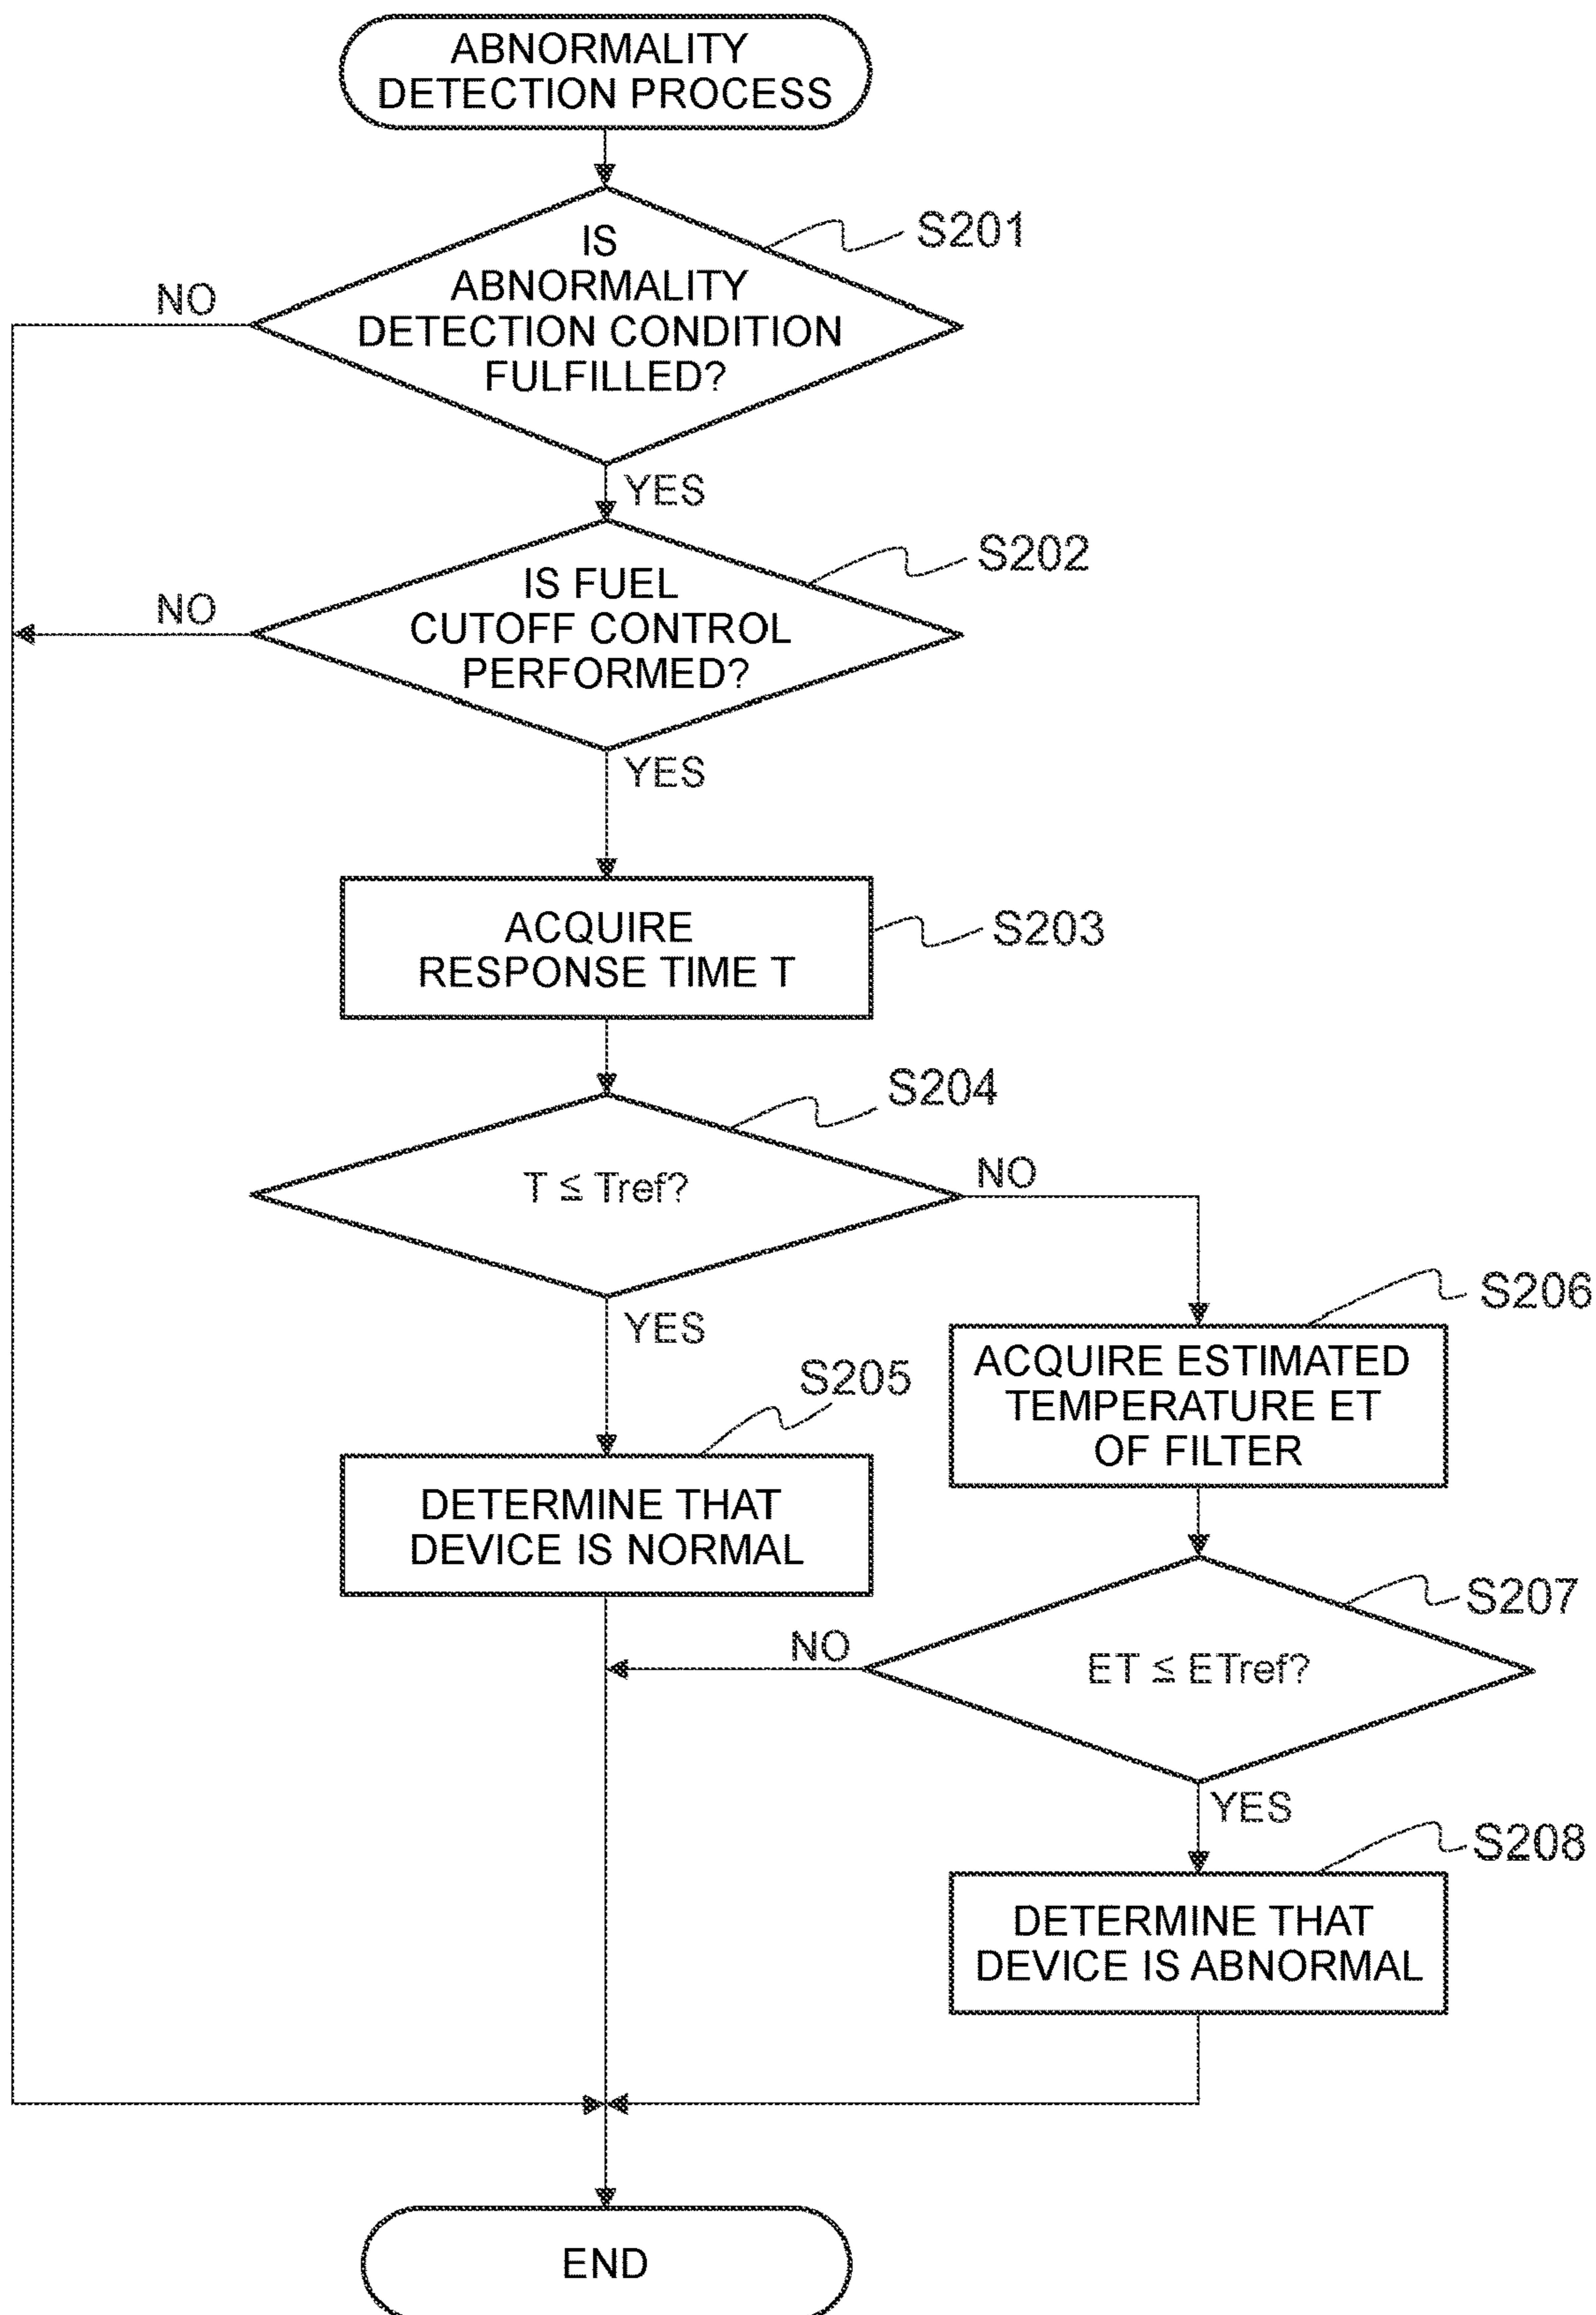 ABNORMALITY
DETECTION PROCESS
S201
IS
ABNORMALITY
DETECTION CONDITION
FULFILLED?
NO
YES
S202
IS FUEL
CUTOFF CONTROL
PERFORMED?
NO
YES
ACQUIRE
RESPONSE TIME T
S203
S204
T ≤ Tref?
NO
YES
S205
DETERMINE THAT
DEVICE IS NORMAL
S206
ACQUIRE ESTIMATED
TEMPERATURE ET
OF FILTER
S207
ET ≤ ETref?
NO
YES
S208
DETERMINE THAT
DEVICE IS ABNORMAL
END